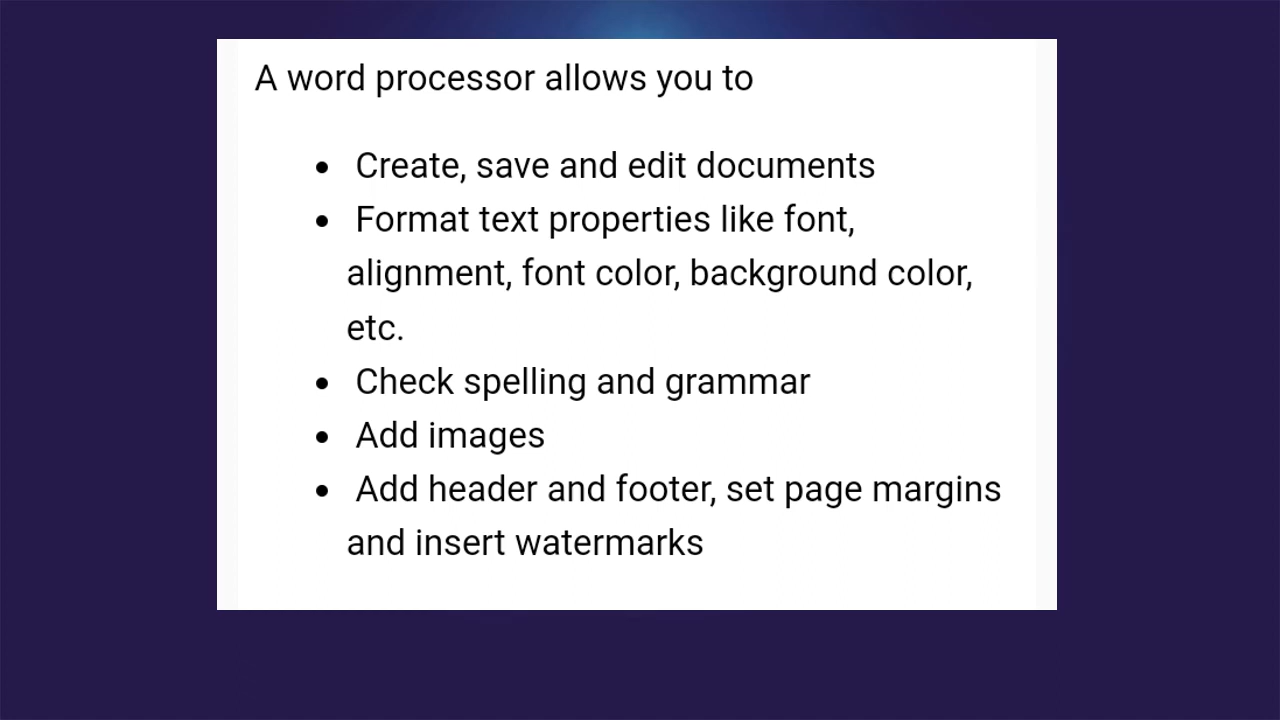 A word processor allows you to
• Create, save and edit documents
• Format text properties like font,
alignment, font color, background color,
etc.
• Check spelling and grammar
• Add images
• Add header and footer, set page margins
and insert watermarks